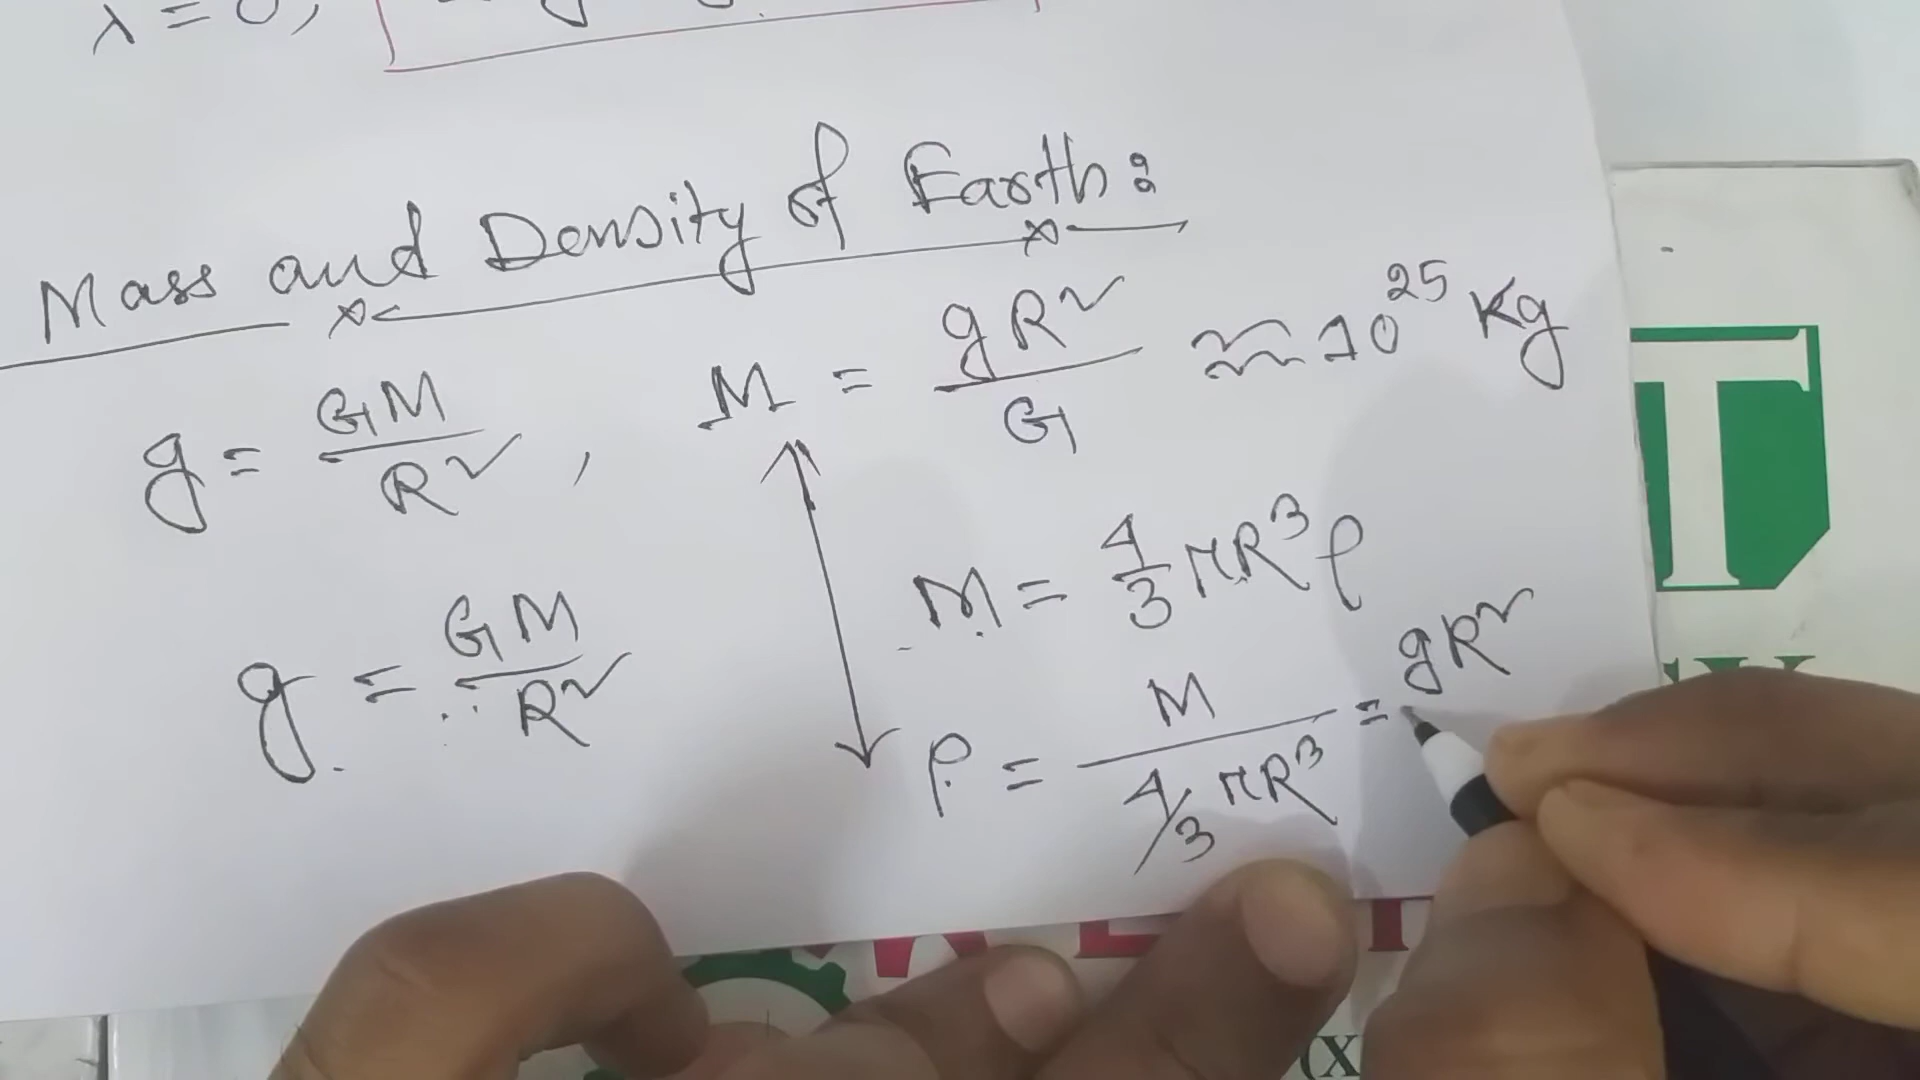 λ = 0,
Mass and Density of Earth:
g = GM/R², M = gR²/G ≈ 10²⁵ Kg
M = 4/3 πR³ρ
g = GM/R²
ρ = M/(4/3 πR³) = gR²
T
(X